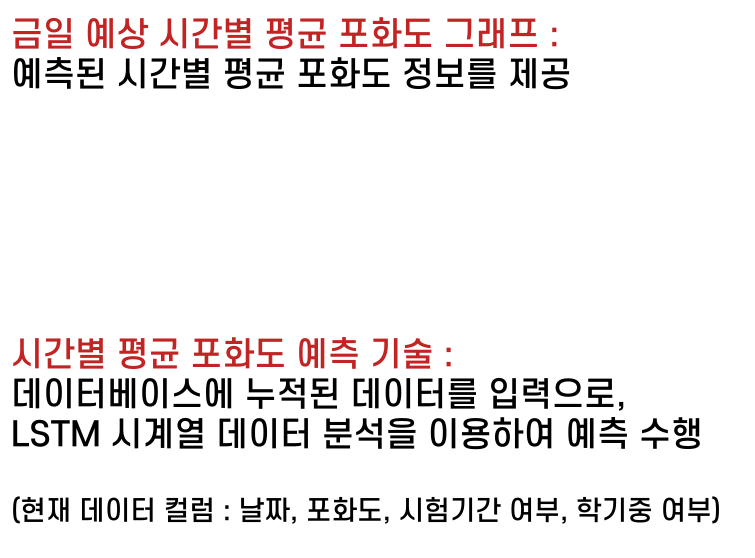 금일 예상 시간별 평균 포화도 그래프 :
예측된 시간별 평균 포화도 정보를 제공
시간별 평균 포화도 예측 기술 :
데이터베이스에 누적된 데이터를 입력으로,
LSTM 시계열 데이터 분석을 이용하여 예측 수행
(현재 데이터 컬럼 : 날짜, 포화도, 시험기간 여부, 학기중 여부)